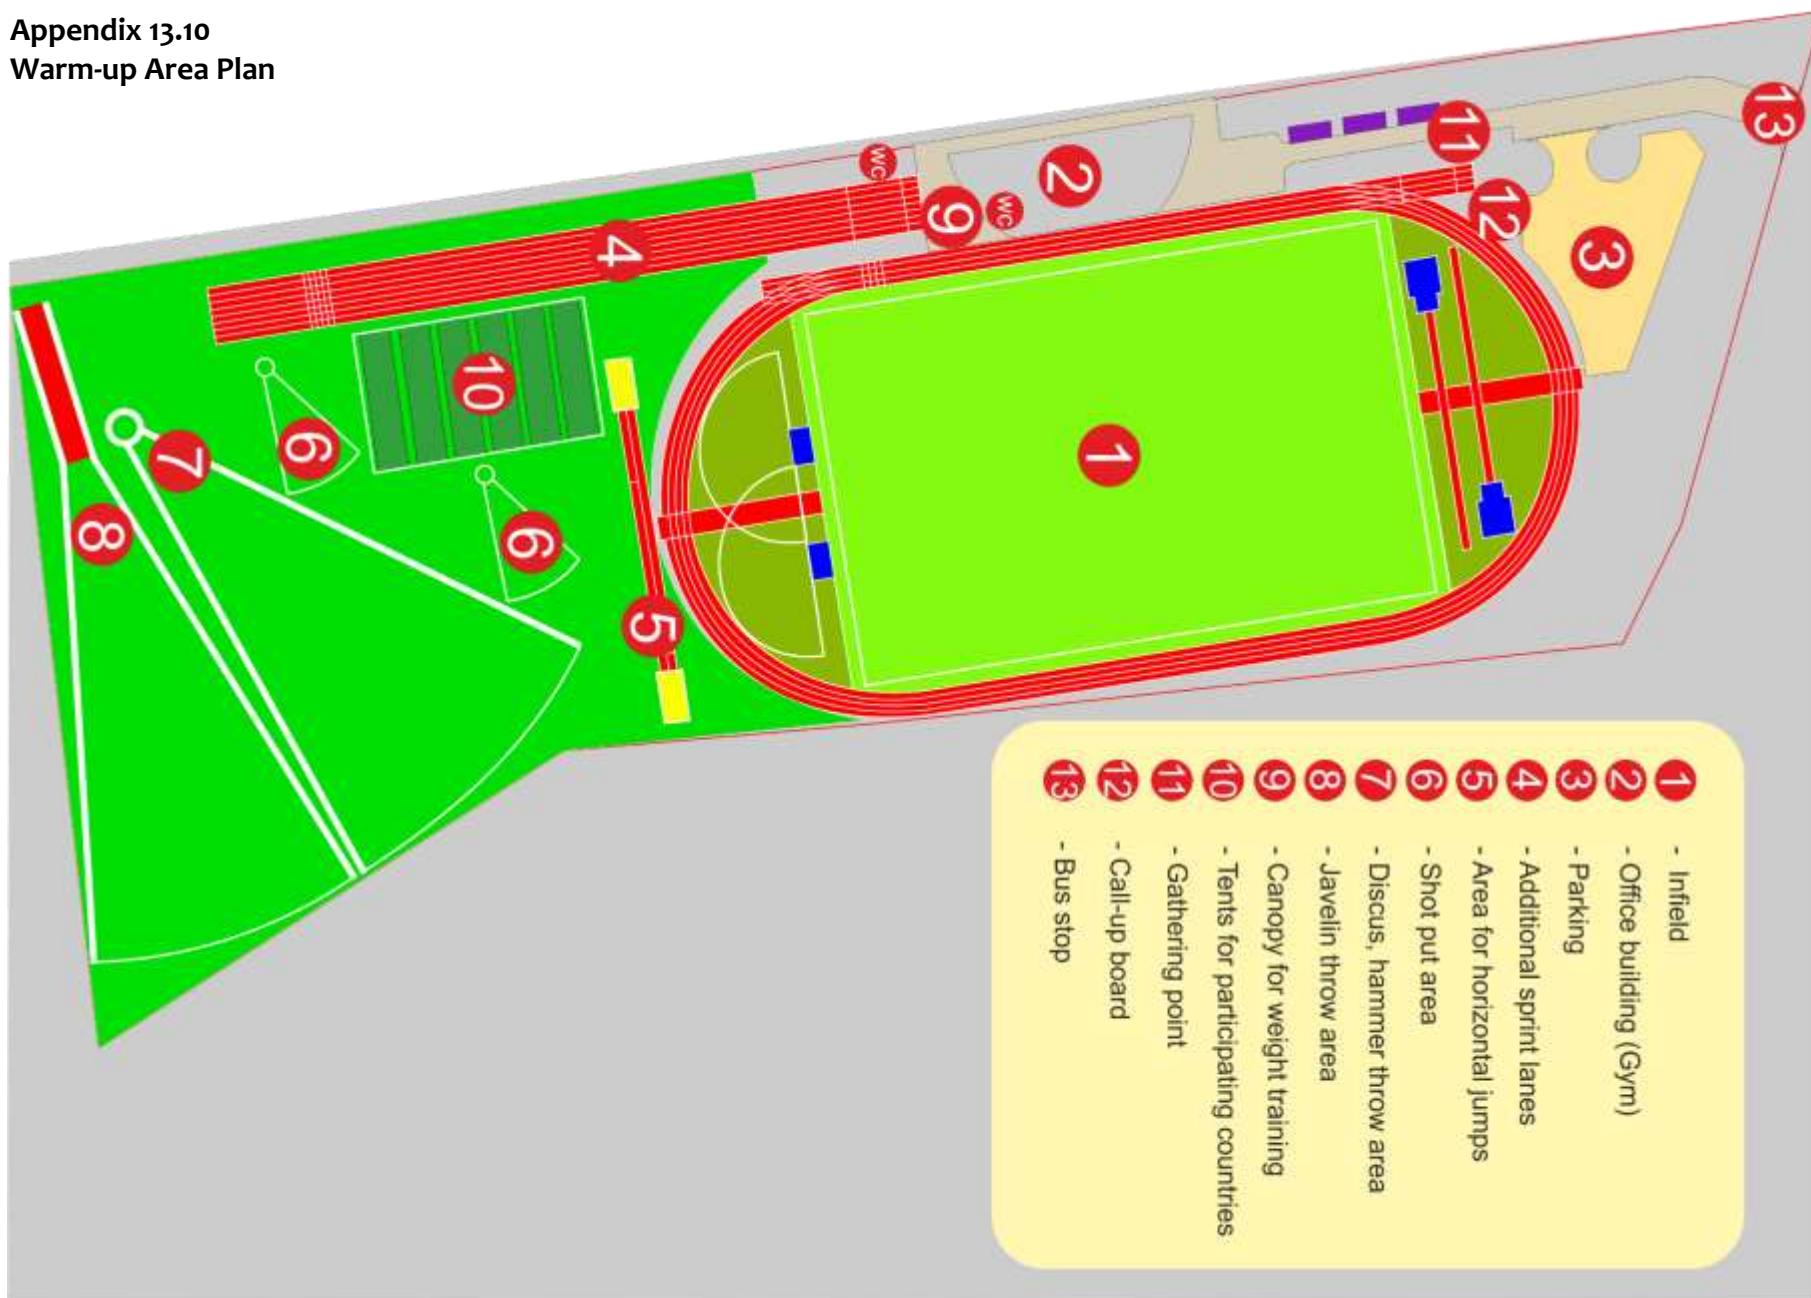 Appendix 13.10
Warm-up Area Plan
13
11
WC
2
12
9
WC
3
4
10
1
6
7
8
6
5
1 - Infield
2 - Office building (Gym)
3 - Parking
4 - Additional sprint lanes
5 - Area for horizontal jumps
6 - Shot put area
7 - Discus, hammer throw area
8 - Javelin throw area
9 - Canopy for weight training
10 - Tents for participating countries
11 - Gathering point
12 - Call-up board
13 - Bus stop